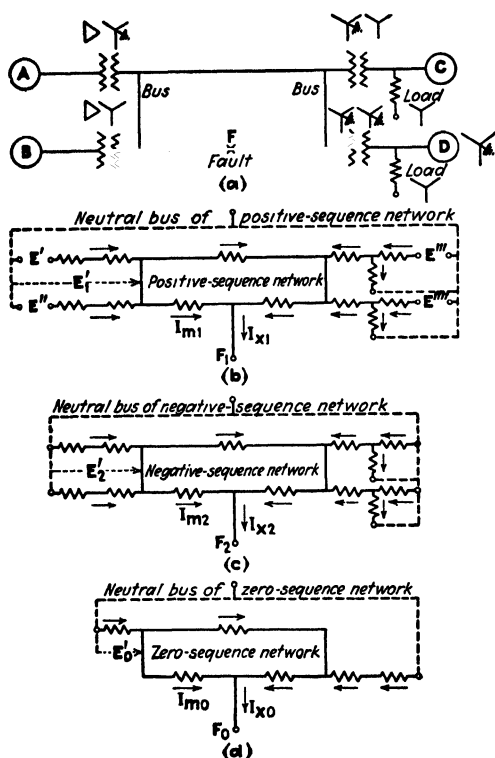 A
Bus
Bus
C
Load
B
F
Fault
D
Load
(a)
Neutral bus of positive-sequence network
E' E'''
E'₁ Positive-sequence network
E'' E''''
Im1 Ix1
F₁
(b)
Neutral bus of negative-sequence network
E'₂ Negative-sequence network
Im2 Ix2
F₂
(c)
Neutral bus of zero-sequence network
E'₀ Zero-sequence network
Im0 Ix0
F₀
(d)